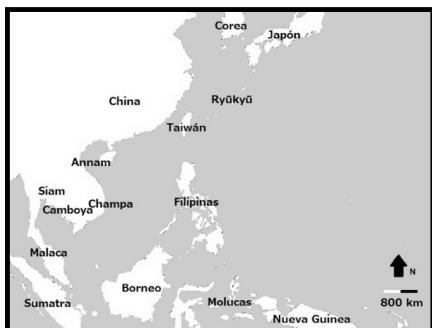 Corea
Japón
China
Ryūkyū
Taiwán
Annam
Siam
Camboya
Champa
Filipinas
Malaca
N
800 km
Sumatra
Borneo
Molucas
Nueva Guinea